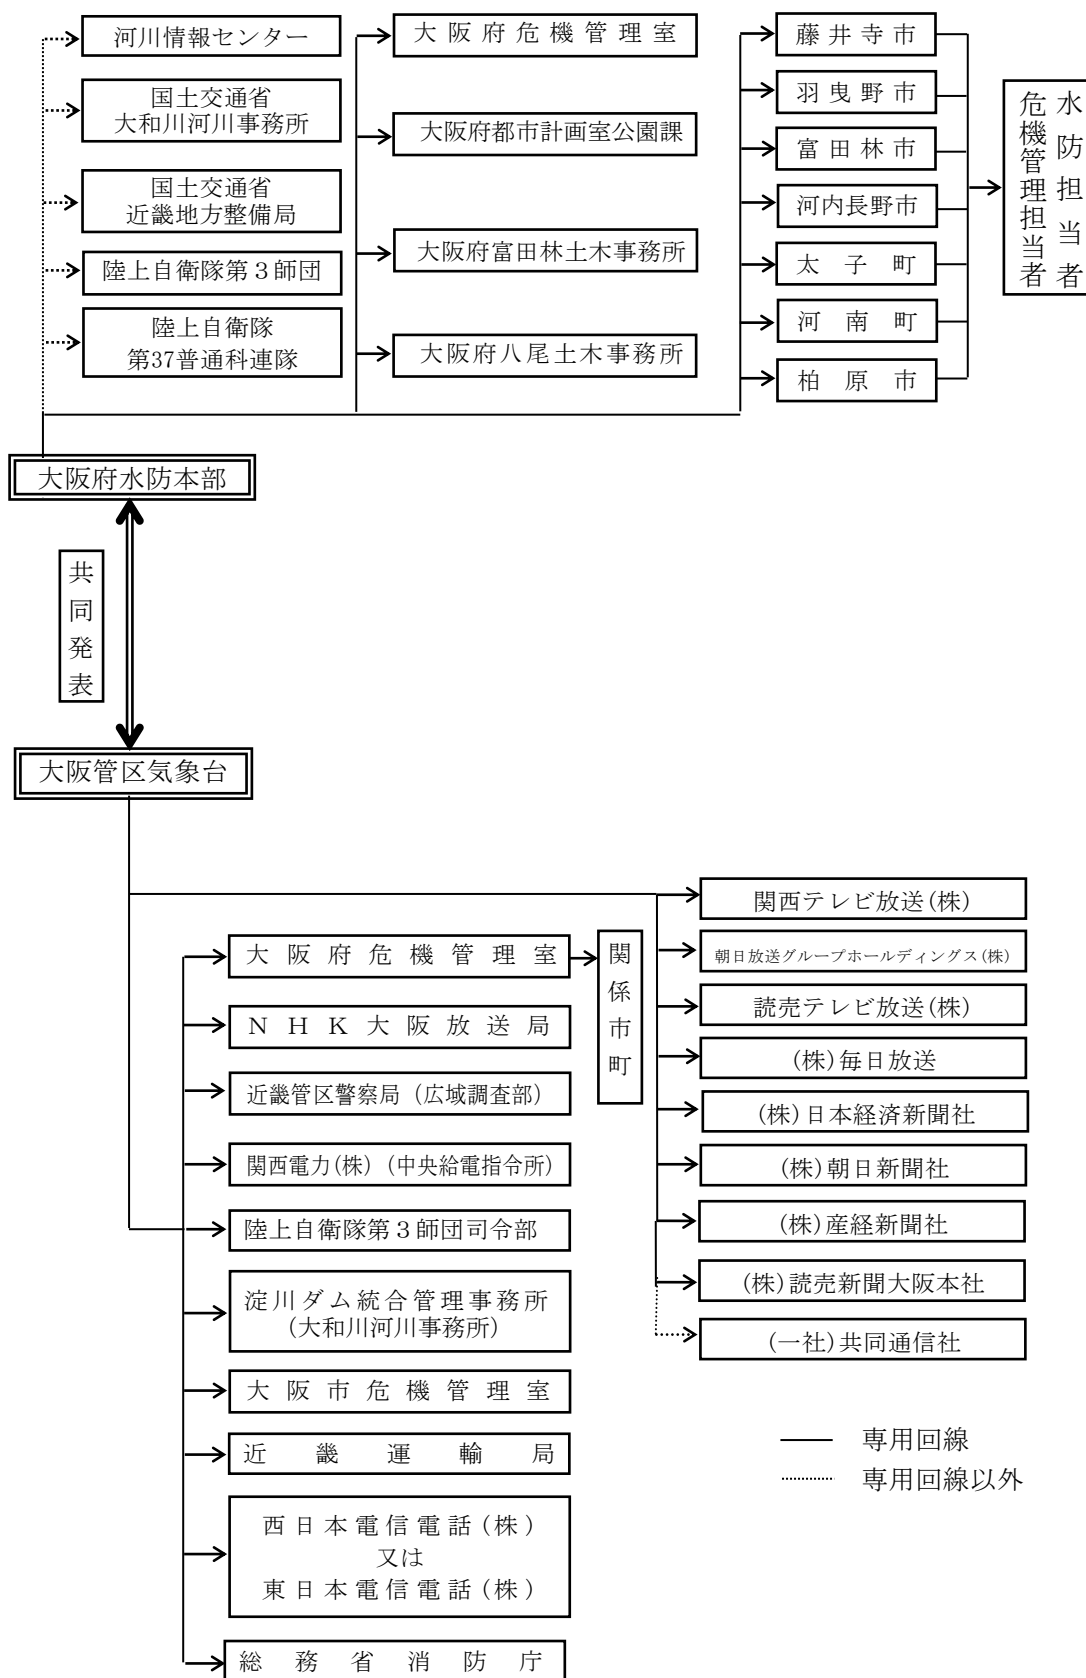 河川情報センター
国土交通省
大和川河川事務所
国土交通省
近畿地方整備局
陸上自衛隊第３師団
陸上自衛隊
第37普通科連隊
大阪府危機管理室
大阪府都市計画室公園課
大阪府富田林土木事務所
大阪府八尾土木事務所
藤井寺市
羽曳野市
富田林市
河内長野市
太子町
河南町
柏原市
水防担当者
危機管理担当者
大阪府水防本部
共同発表
大阪管区気象台
大阪府危機管理室
ＮＨＫ大阪放送局
近畿管区警察局（広域調査部）
関西電力(株)（中央給電指令所）
陸上自衛隊第３師団司令部
淀川ダム統合管理事務所
(大和川河川事務所)
大阪市危機管理室
近畿運輸局
西日本電信電話(株)
又は
東日本電信電話(株)
総務省消防庁
関係市町
関西テレビ放送(株)
朝日放送グループホールディングス(株)
読売テレビ放送(株)
(株)毎日放送
(株)日本経済新聞社
(株)朝日新聞社
(株)産経新聞社
(株)読売新聞大阪本社
(一社)共同通信社
専用回線
専用回線以外